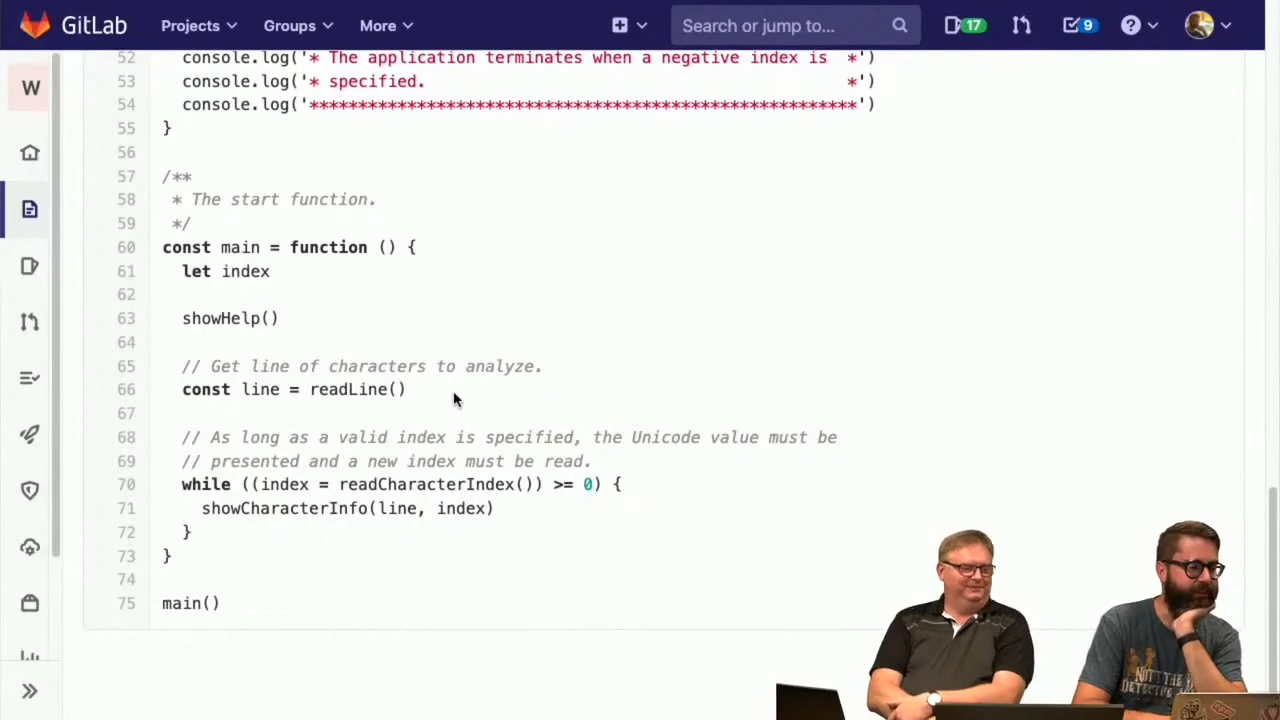 GitLab Projects Groups More Search or jump to... 17 9
W
52 console.log('* The application terminates when a negative index is *')
53 console.log('* specified. *')
54 console.log('********************************************************')
55 }
56
57 /**
58 * The start function.
59 */
60 const main = function () {
61 let index
62
63 showHelp()
64
65 // Get line of characters to analyze.
66 const line = readLine()
67
68 // As long as a valid index is specified, the Unicode value must be
69 // presented and a new index must be read.
70 while ((index = readCharacterIndex()) >= 0) {
71 showCharacterInfo(line, index)
72 }
73 }
74
75 main()